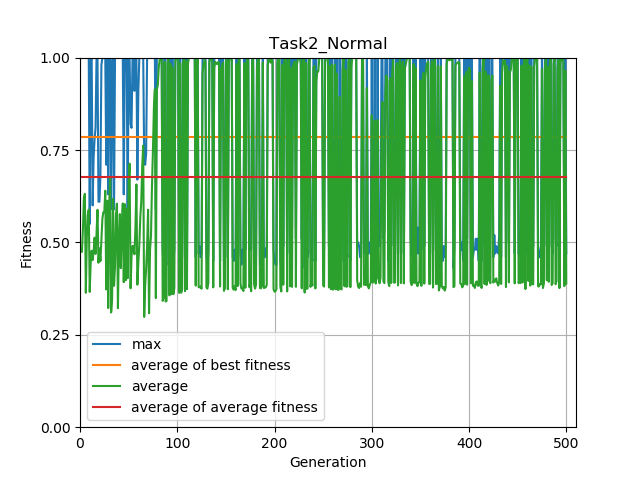 Task2_Normal
1.00
0.75
0.50
0.25
0.00
Fitness
max
average of best fitness
average
average of average fitness
0 100 200 300 400 500
Generation